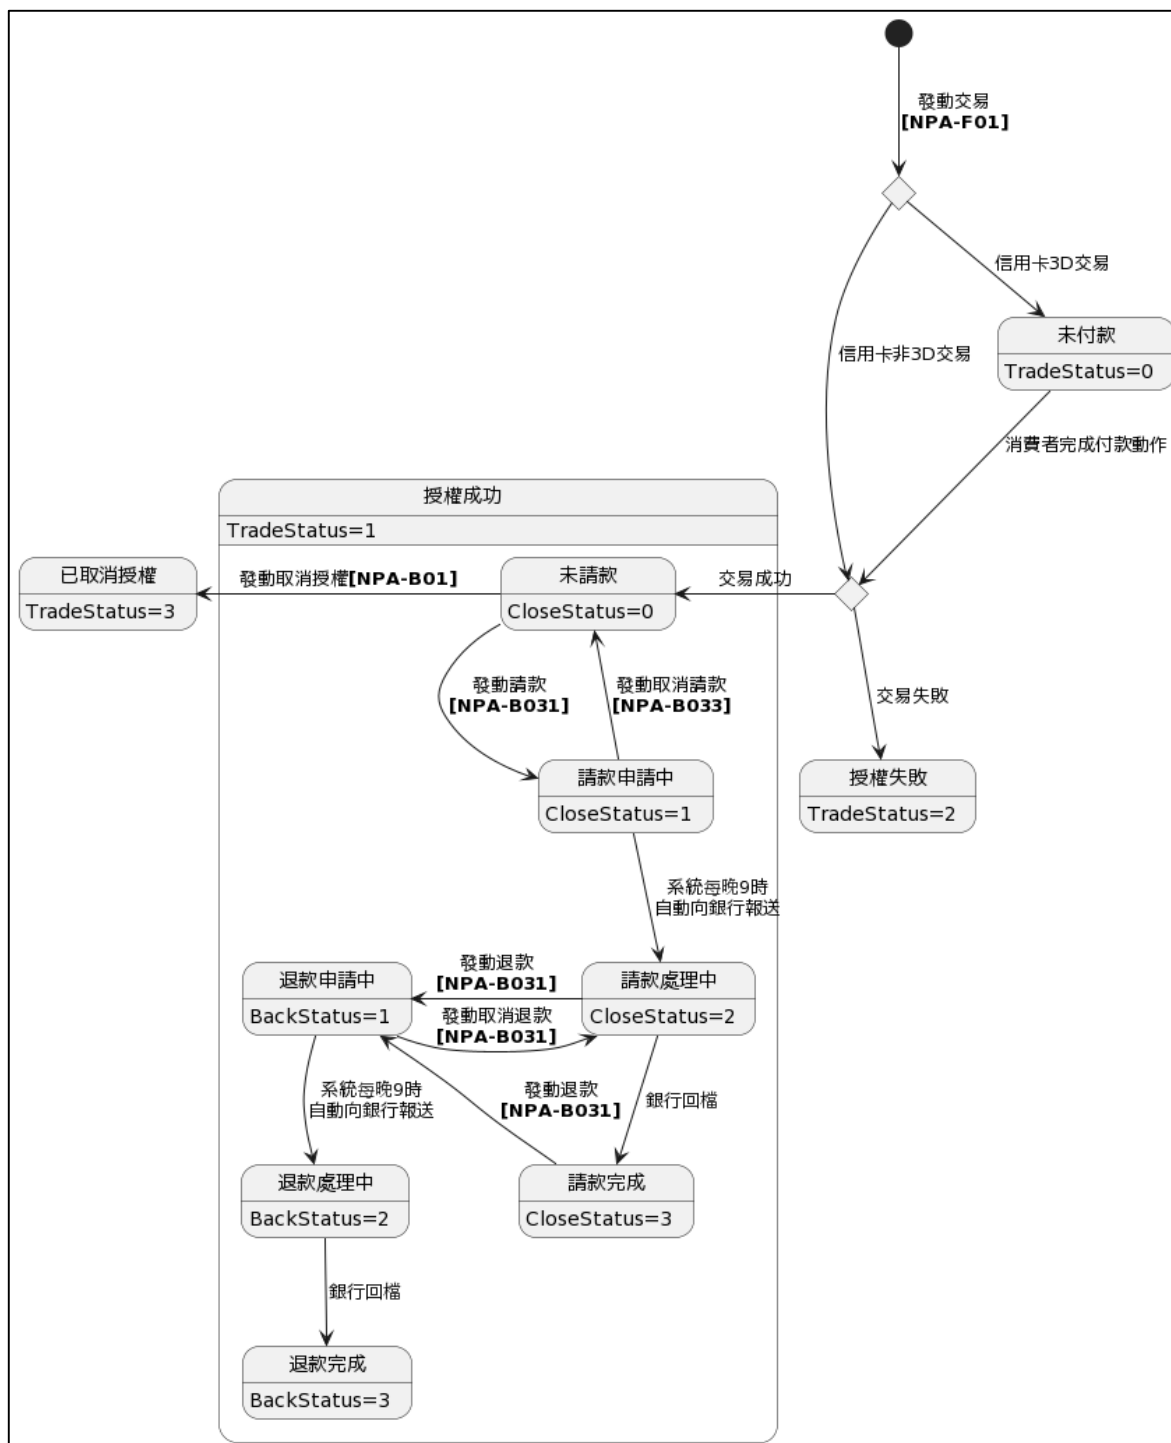 發動交易
[NPA-F01]
信用卡3D交易
信用卡非3D交易
未付款
TradeStatus=0
消費者完成付款動作
授權成功
TradeStatus=1
已取消授權
TradeStatus=3
發動取消授權[NPA-B01]
未請款
CloseStatus=0
交易成功
發動請款
[NPA-B031]
發動取消請款
[NPA-B033]
交易失敗
請款申請中
CloseStatus=1
授權失敗
TradeStatus=2
系統每晚9時
自動向銀行報送
退款申請中
BackStatus=1
發動退款
[NPA-B031]
發動取消退款
[NPA-B031]
請款處理中
CloseStatus=2
系統每晚9時
自動向銀行報送
發動退款
[NPA-B031]
銀行回檔
退款處理中
BackStatus=2
請款完成
CloseStatus=3
銀行回檔
退款完成
BackStatus=3